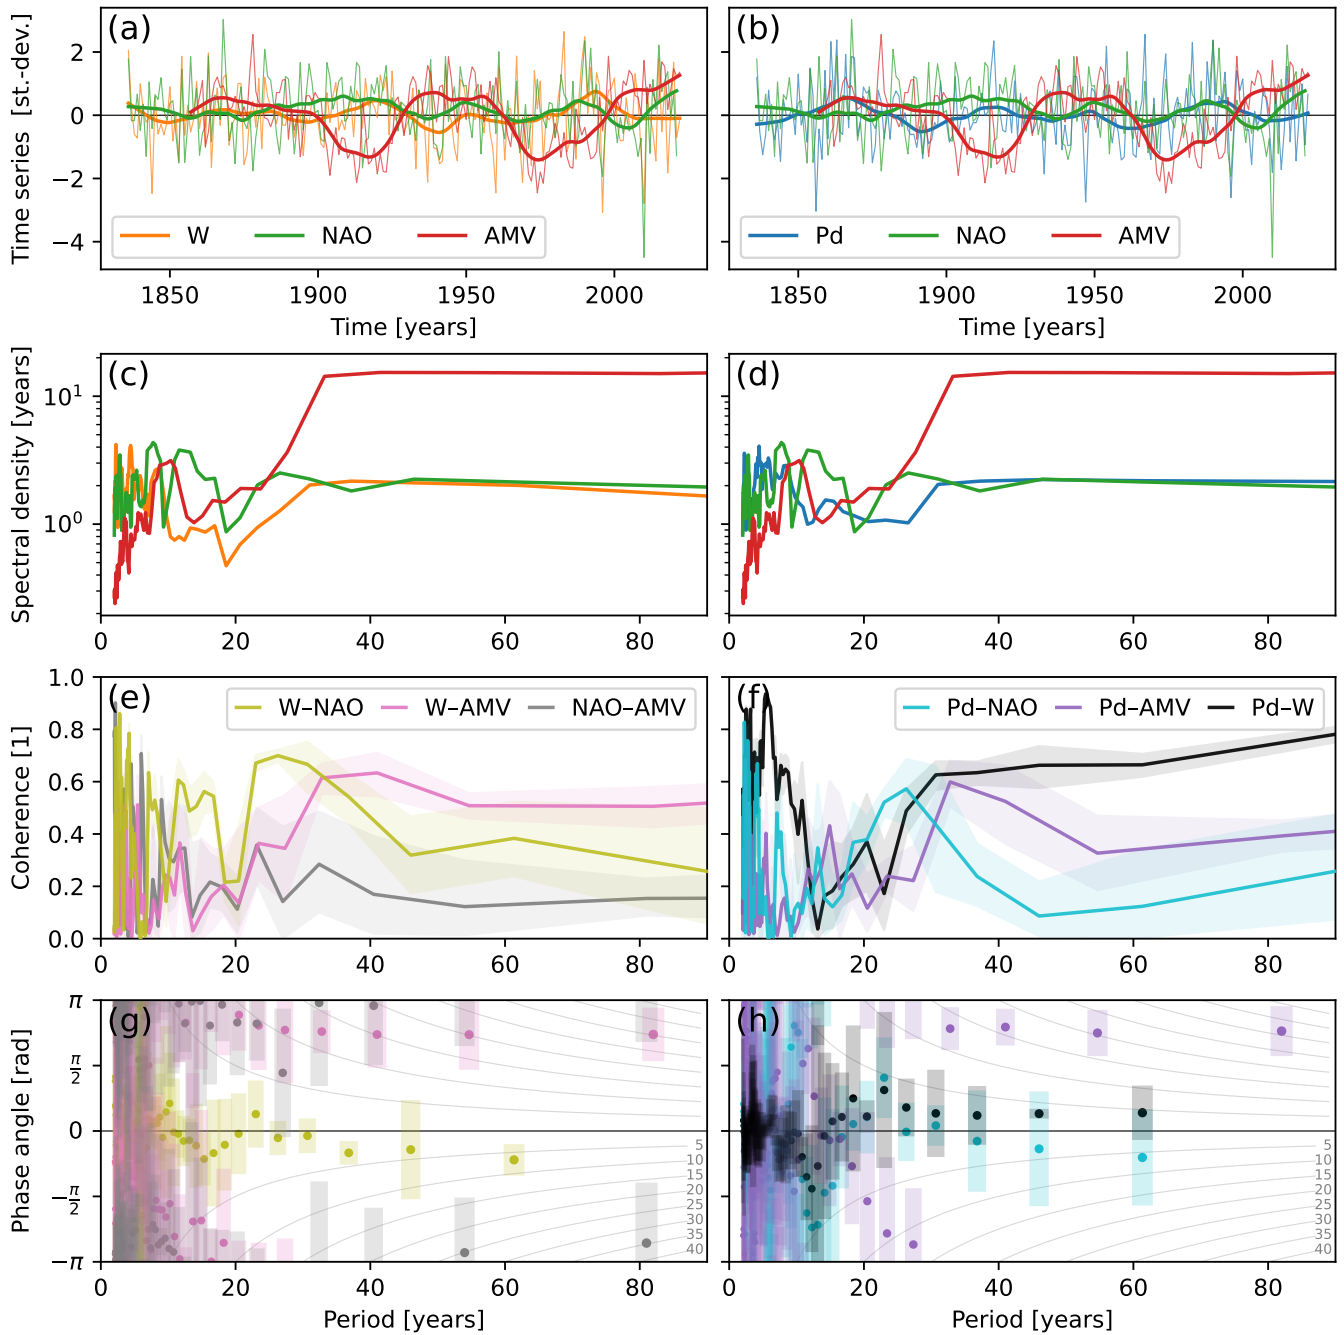 (a)
(b)
Time series [st.-dev.]
2
0
−2
−4
W
NAO
AMV
Pd
NAO
AMV
1850
1900
1950
2000
1850
1900
1950
2000
Time [years]
Time [years]
(c)
(d)
Spectral density [years]
10¹
10⁰
0
20
40
60
80
0
20
40
60
80
(e)
(f)
Coherence [1]
1.0
0.8
0.6
0.4
0.2
0.0
W–NAO
W–AMV
NAO–AMV
Pd–NAO
Pd–AMV
Pd–W
0
20
40
60
80
0
20
40
60
80
(g)
(h)
Phase angle [rad]
π
π/2
0
−π/2
−π
5
10
15
20
25
30
35
40
5
10
15
20
25
30
35
40
0
20
40
60
80
0
20
40
60
80
Period [years]
Period [years]